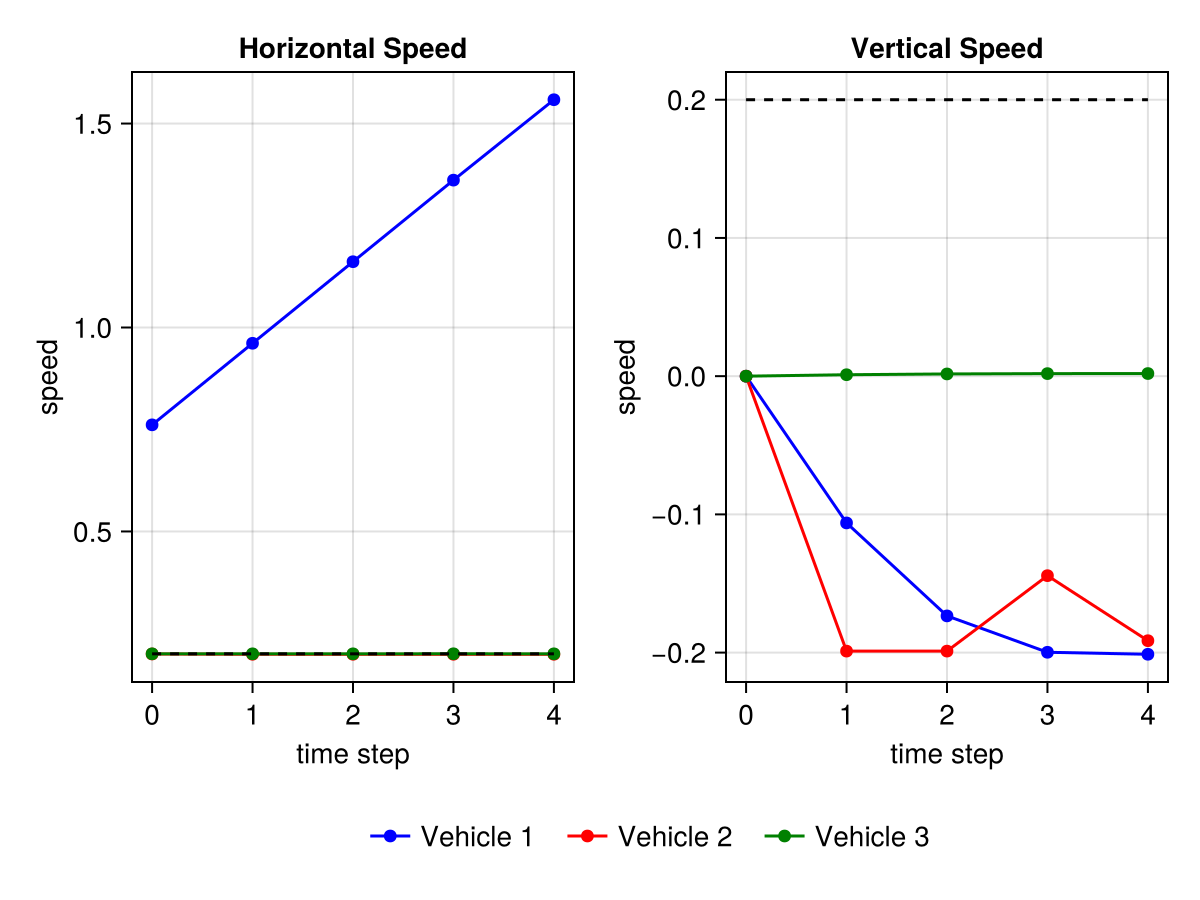 Horizontal Speed
speed
1.5
1.0
0.5
0 1 2 3 4
time step
Vertical Speed
speed
0.2
0.1
0.0
−0.1
−0.2
0 1 2 3 4
time step
Vehicle 1 Vehicle 2 Vehicle 3